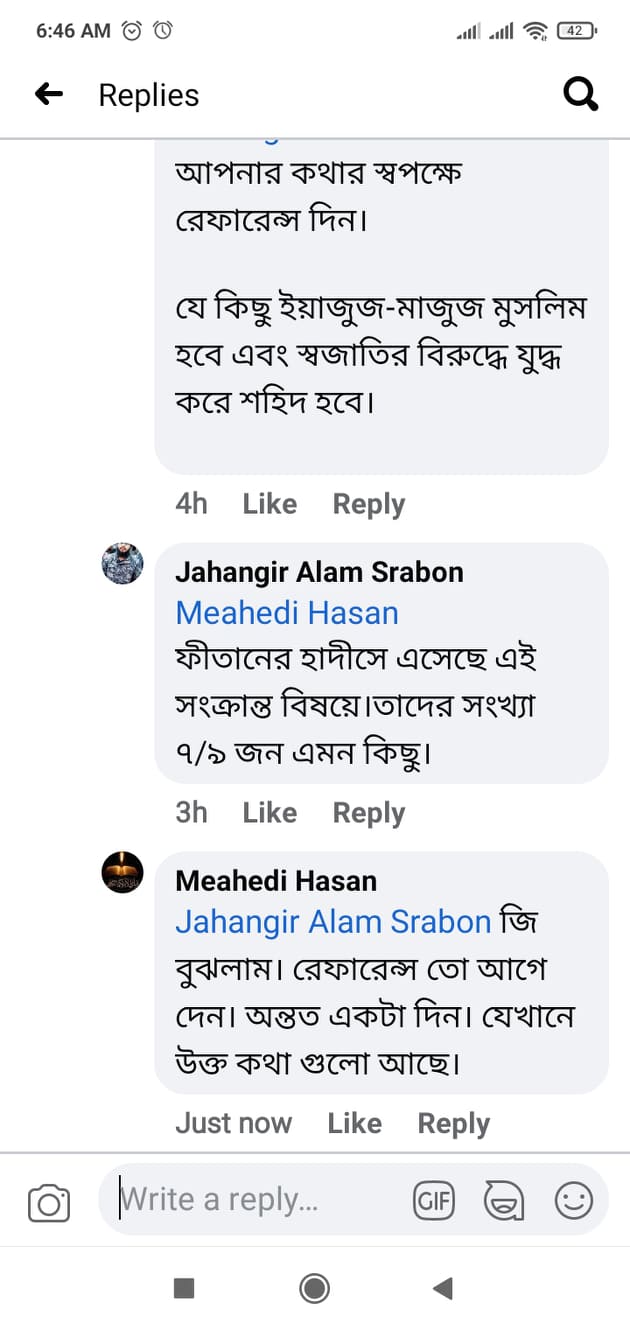 6:46 AM
42
Replies
আপনার কথার স্বপক্ষে
রেফারেন্স দিন।
যে কিছু ইয়াজুজ-মাজুজ মুসলিম
হবে এবং স্বজাতির বিরুদ্ধে যুদ্ধ
করে শহিদ হবে।
4h Like Reply
Jahangir Alam Srabon
Meahedi Hasan
ফীতানের হাদীসে এসেছে এই
সংক্রান্ত বিষয়ে।তাদের সংখ্যা
৭/৯ জন এমন কিছু।
3h Like Reply
Meahedi Hasan
Jahangir Alam Srabon জি
বুঝলাম। রেফারেন্স তো আগে
দেন। অন্তত একটা দিন। যেখানে
উক্ত কথা গুলো আছে।
Just now Like Reply
Write a reply...
GIF